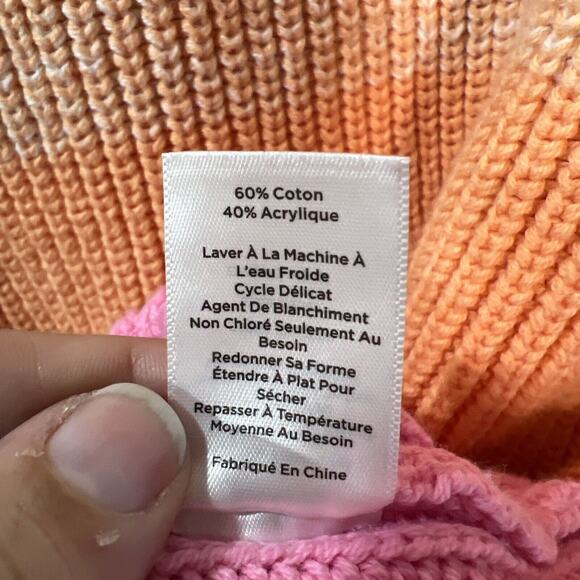 60% Coton
40% Acrylique
Laver À La Machine À
L'eau Froide
Cycle Délicat
Agent De Blanchiment
Non Chloré Seulement Au
Besoin
Redonner Sa Forme
Étendre À Plat Pour
Sécher
Repasser À Température
Moyenne Au Besoin
Fabriqué En Chine